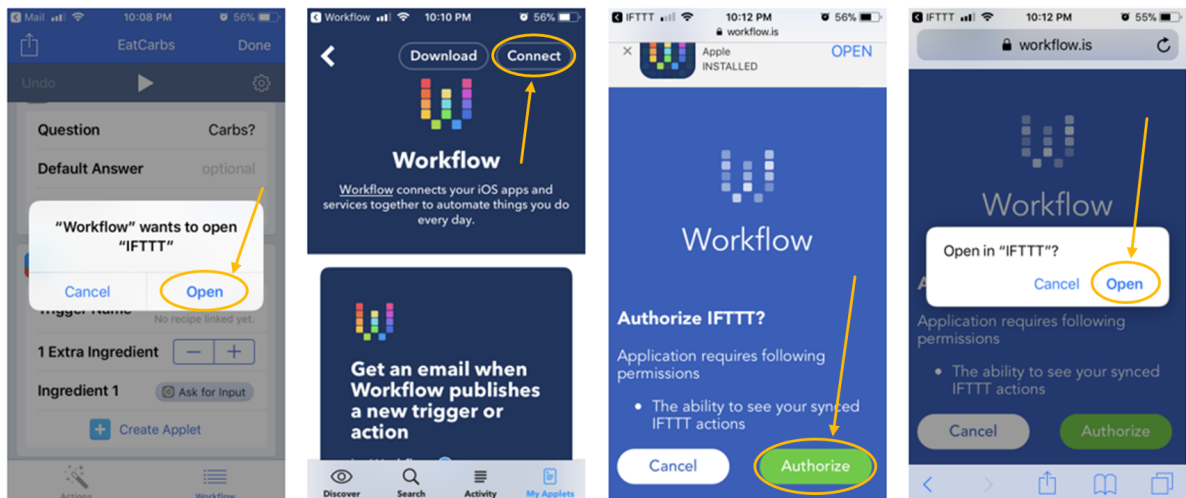 Mail 10:08 PM 56%
EatCarbs Done
Undo
Question Carbs?
Default Answer optional
"Workflow" wants to open
"IFTTT"
Cancel Open
Trigger Name No recipe linked yet.
1 Extra Ingredient − +
Ingredient 1 Ask for Input
Create Applet
Actions Workflow
Workflow 10:10 PM 56%
Download Connect
Workflow
Workflow connects your iOS apps and
services together to automate things you do
every day.
Get an email when
Workflow publishes
a new trigger or
action
Discover Search Activity My Applets
IFTTT 10:12 PM 56%
workflow.is
Apple
INSTALLED
OPEN
Workflow
Authorize IFTTT?
Application requires following
permissions
• The ability to see your synced
IFTTT actions
Cancel Authorize
IFTTT 10:12 PM 55%
workflow.is
Workflow
Open in "IFTTT"?
Cancel Open
Application requires following
permissions
• The ability to see your synced
IFTTT actions
Cancel Authorize